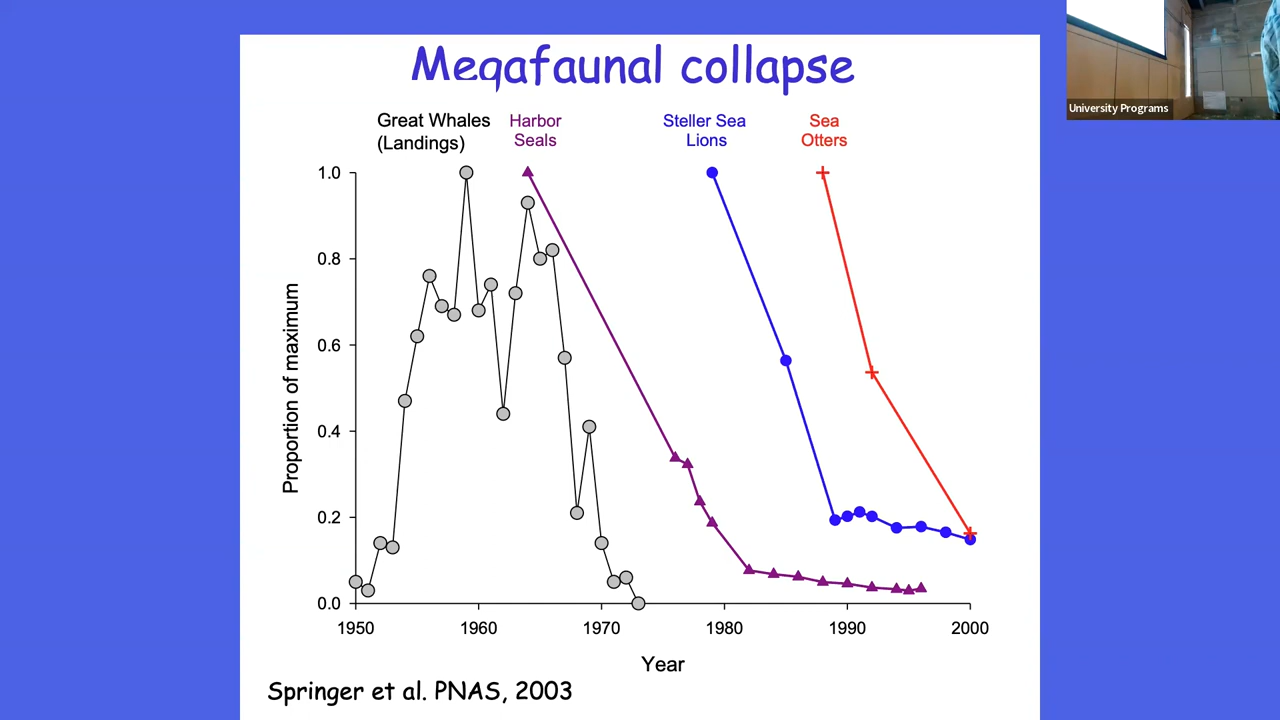 Megafaunal collapse
Great Whales
(Landings)
Harbor
Seals
Steller Sea
Lions
Sea
Otters
1.0
0.8
0.6
0.4
0.2
0.0
Proportion of maximum
1950 1960 1970 1980 1990 2000
Year
Springer et al. PNAS, 2003
University Programs